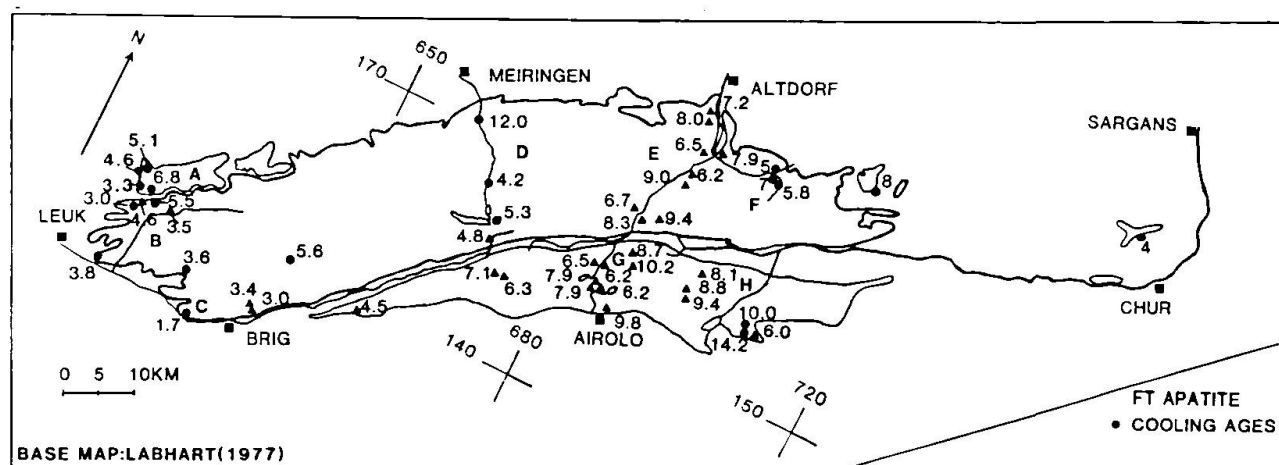 N
170
650
MEIRINGEN
ALTDORF
7.2
8.0
SARGANS
12.0
5.1
4.6
A
D
E
6.5
7.9
5
6.8
3.3
4.2
9.0
6.2
7
5.8
8
F
3.0
5.5
4.6
3.5
6.7
9.4
LEUK
B
5.3
8.3
4
4.8
3.8
3.6
5.6
8.7
6.5
G
10.2
8.1
7.1
7.9
6.2
H
6.3
8.8
3.4
3.0
7.9
6.2
9.4
C
4.5
CHUR
1.7
10.0
9.8
6.0
BRIG
AIROLO
14.2
680
140
0 5 10KM
720
150
FT APATITE
COOLING AGES
BASE MAP:LABHART(1977)